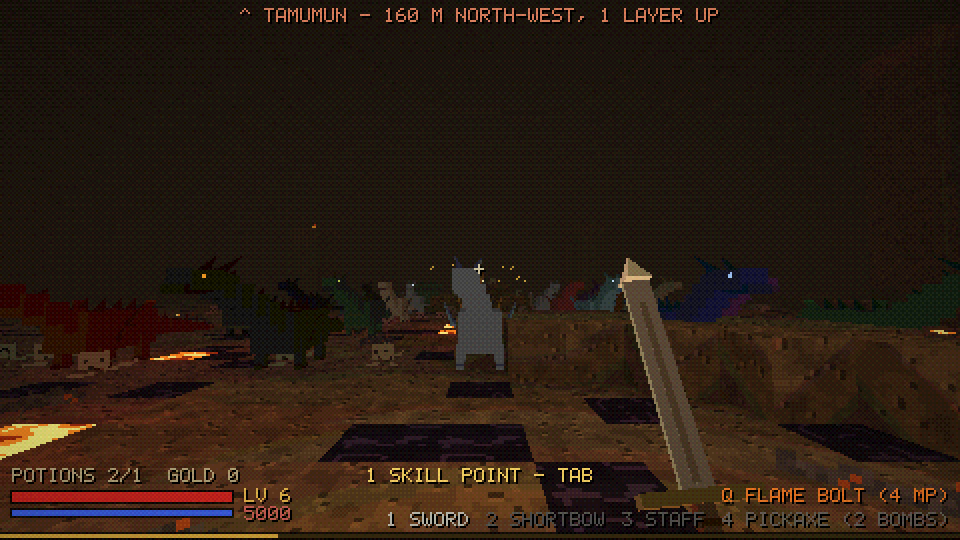 ^ TAMUMUN - 160 M NORTH-WEST, 1 LAYER UP
POTIONS 2/1 GOLD 0
1 SKILL POINT - TAB
LV 6
5000
Q FLAME BOLT (4 MP)
1 SWORD 2 SHORTBOW 3 STAFF 4 PICKAXE (2 BOMBS)